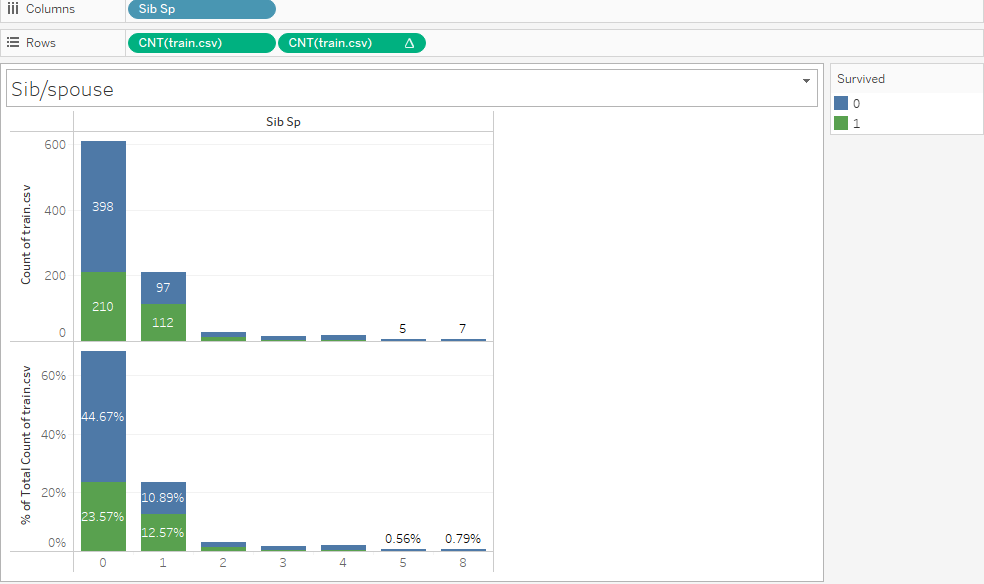 Columns
Sib Sp
Rows
CNT(train.csv)
CNT(train.csv) Δ
Sib/spouse
Survived
0
1
Sib Sp
Count of train.csv
600
400
200
0
398
210
97
112
5
7
% of Total Count of train.csv
60%
40%
20%
0%
44.67%
23.57%
10.89%
12.57%
0.56%
0.79%
0 1 2 3 4 5 8